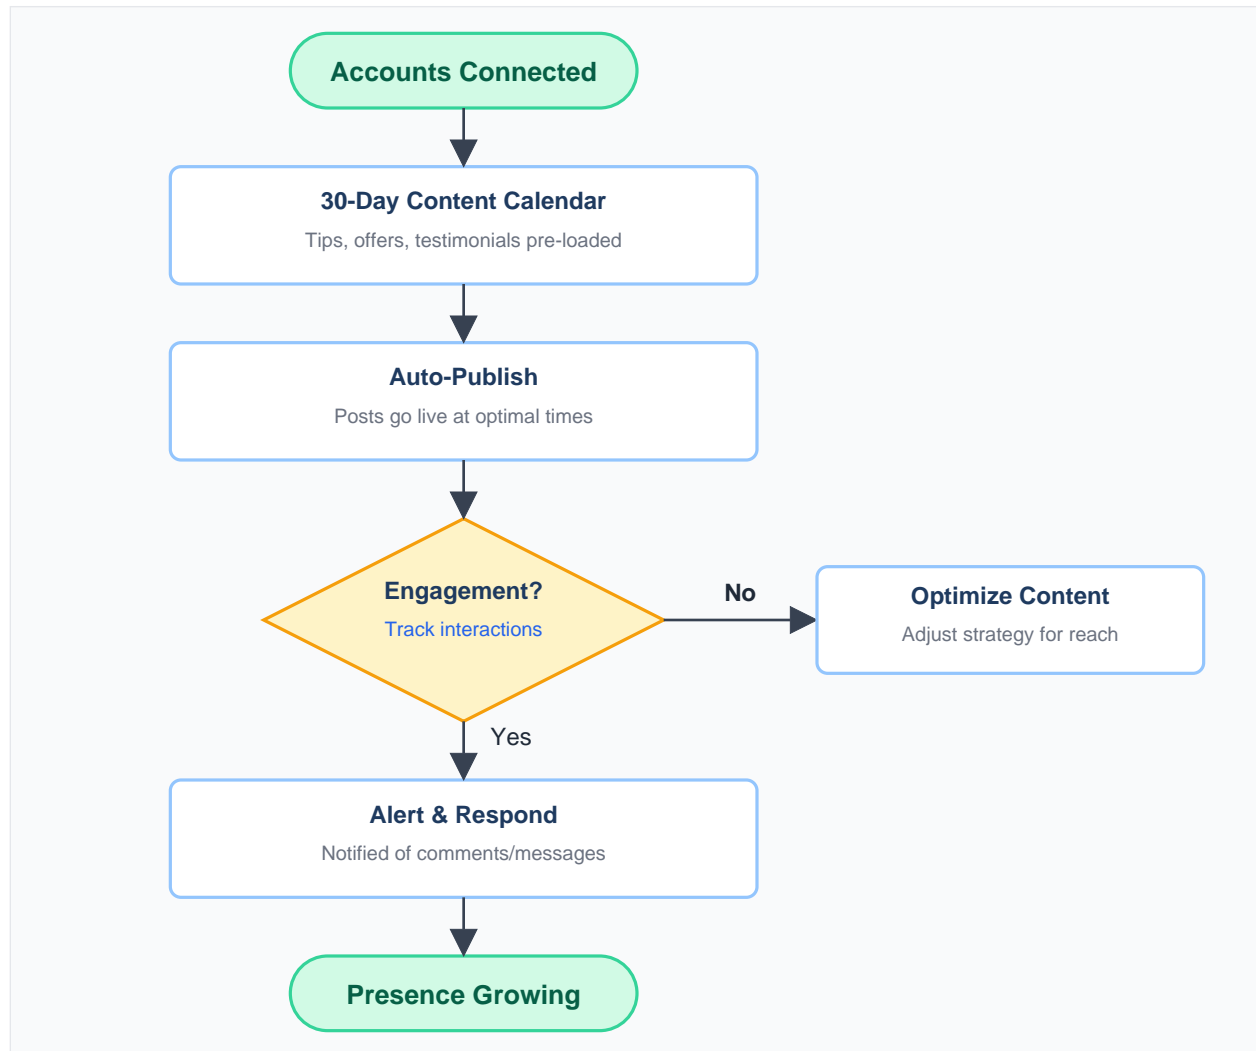 Accounts Connected
30-Day Content Calendar
Tips, offers, testimonials pre-loaded
Auto-Publish
Posts go live at optimal times
Engagement?
Track interactions
No
Optimize Content
Adjust strategy for reach
Yes
Alert & Respond
Notified of comments/messages
Presence Growing